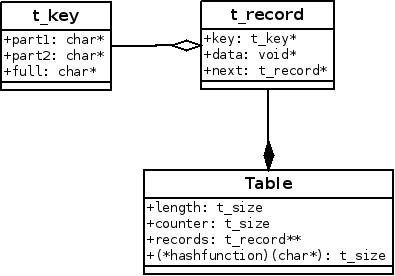 t_key
+part1: char*
+part2: char*
+full: char*
t_record
+key: t_key*
+data: void*
+next: t_record*
Table
+length: t_size
+counter: t_size
+records: t_record**
+(*hashfunction)(char*): t_size